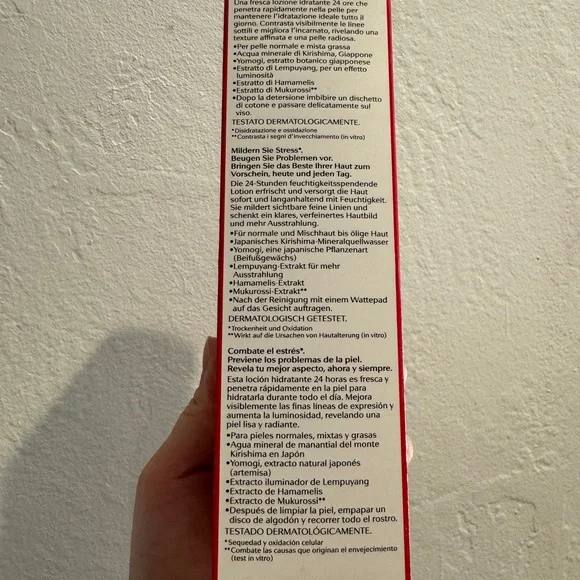 Una fresca lozione idratante 24 ore che
penetra rapidamente nella pelle per
mantenere l'idratazione ideale tutto il
giorno. Contrasta visibilmente le linee
sottili e migliora l'incarnato, rivelando una
texture affinata e una pelle radiosa.
•Per pelle normale e mista grassa
•Acqua minerale di Kirishima, Giappone
•Yomogi, estratto botanico giapponese
•Estratto di Lempuyang, per un effetto
luminosità
•Estratto di Hamamelis
•Estratto di Mukurossi**
•Dopo la detersione imbibire un dischetto
di cotone e passare delicatamente sul
viso.
TESTATO DERMATOLOGICAMENTE.
*Disidratazione e ossidazione
**Contrasta i segni d'invecchiamento (in vitro)
Mildern Sie Stress*.
Beugen Sie Problemen vor.
Bringen Sie das Beste Ihrer Haut zum
Vorschein, heute und jeden Tag.
Die 24-Stunden feuchtigkeitsspendende
Lotion erfrischt und versorgt die Haut
sofort und langanhaltend mit Feuchtigkeit.
Sie mildert sichtbare feine Linien und
schenkt ein klares, verfeinertes Hautbild
und mehr Ausstrahlung.
•Für normale und Mischhaut bis ölige Haut
•Japanisches Kirishima-Mineralquellwasser
•Yomogi, eine japanische Pflanzenart
(Beifußgewächs)
•Lempuyang-Extrakt für mehr
Ausstrahlung
•Hamamelis-Extrakt
•Mukurossi-Extrakt**
•Nach der Reinigung mit einem Wattepad
auf das Gesicht auftragen.
DERMATOLOGISCH GETESTET.
*Trockenheit und Oxidation
**Wirkt auf die Ursachen von Hautalterung (in vitro)
Combate el estrés*.
Previene los problemas de la piel.
Revela tu mejor aspecto, ahora y siempre.
Esta loción hidratante 24 horas es fresca y
penetra rápidamente en la piel para
hidratarla durante todo el día. Mejora
visiblemente las finas líneas de expresión y
aumenta la luminosidad, revelando una
piel lisa y radiante.
•Para pieles normales, mixtas y grasas
•Agua mineral de manantial del monte
Kirishima en Japón
•Yomogi, extracto natural japonés
(artemisa)
•Extracto iluminador de Lempuyang
•Extracto de Hamamelis
•Extracto de Mukurossi**
•Después de limpiar la piel, empapar un
disco de algodón y recorrer todo el rostro.
TESTADO DERMATOLÓGICAMENTE.
*Sequedad y oxidación celular
**Combate las causas que originan el envejecimiento
(test in vitro)